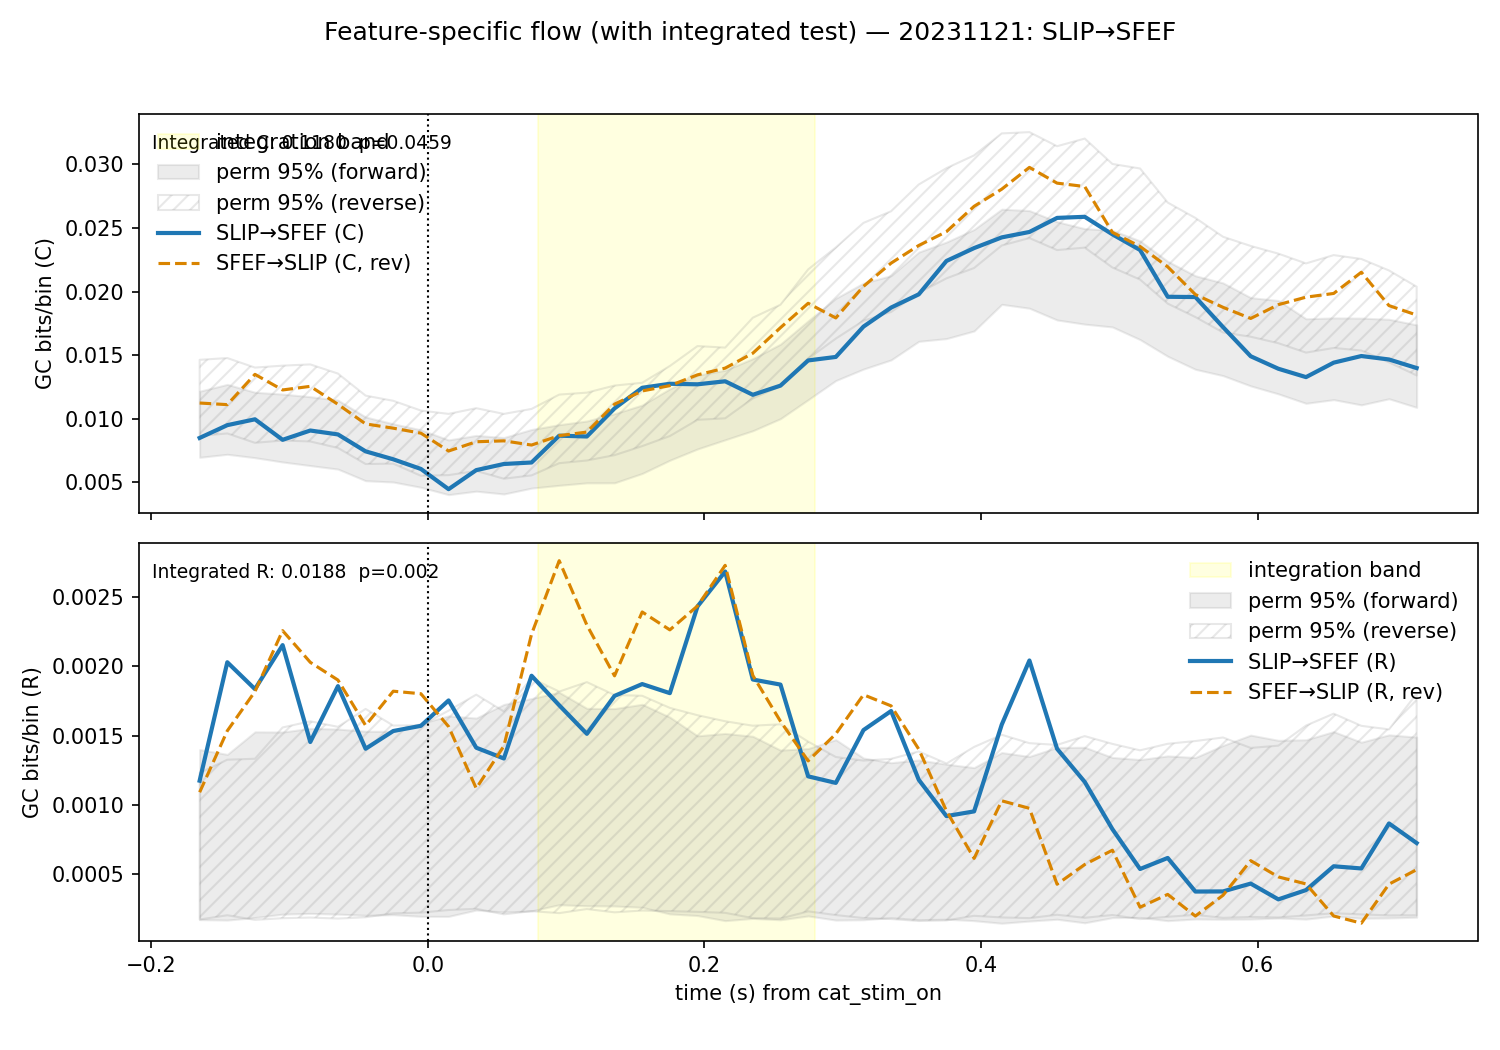 Feature-specific flow (with integrated test) — 20231121: SLIP→SFEF
Integrated C: 0.1180  p=0.0459
integration band
perm 95% (forward)
perm 95% (reverse)
SLIP→SFEF (C)
SFEF→SLIP (C, rev)
GC bits/bin (C)
0.030
0.025
0.020
0.015
0.010
0.005
Integrated R: 0.0188  p=0.002
integration band
perm 95% (forward)
perm 95% (reverse)
SLIP→SFEF (R)
SFEF→SLIP (R, rev)
GC bits/bin (R)
0.0025
0.0020
0.0015
0.0010
0.0005
−0.2
0.0
0.2
0.4
0.6
time (s) from cat_stim_on